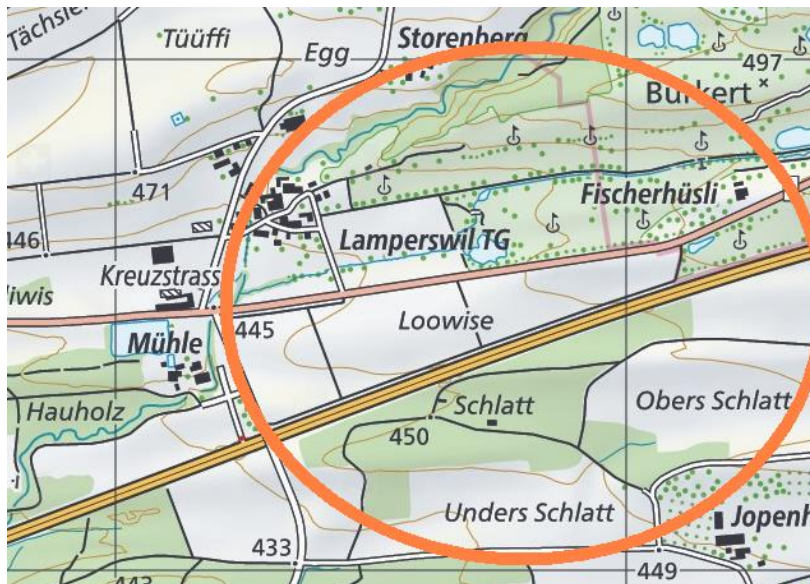 Tüüffi
Egg
Storenberg
497
Burkert
471
Fischerhüsli
446
Lamperswil TG
Kreuzstrass
445
Loowise
Mühle
Hauholz
Schlatt
450
Obers Schlatt
Unders Schlatt
433
449